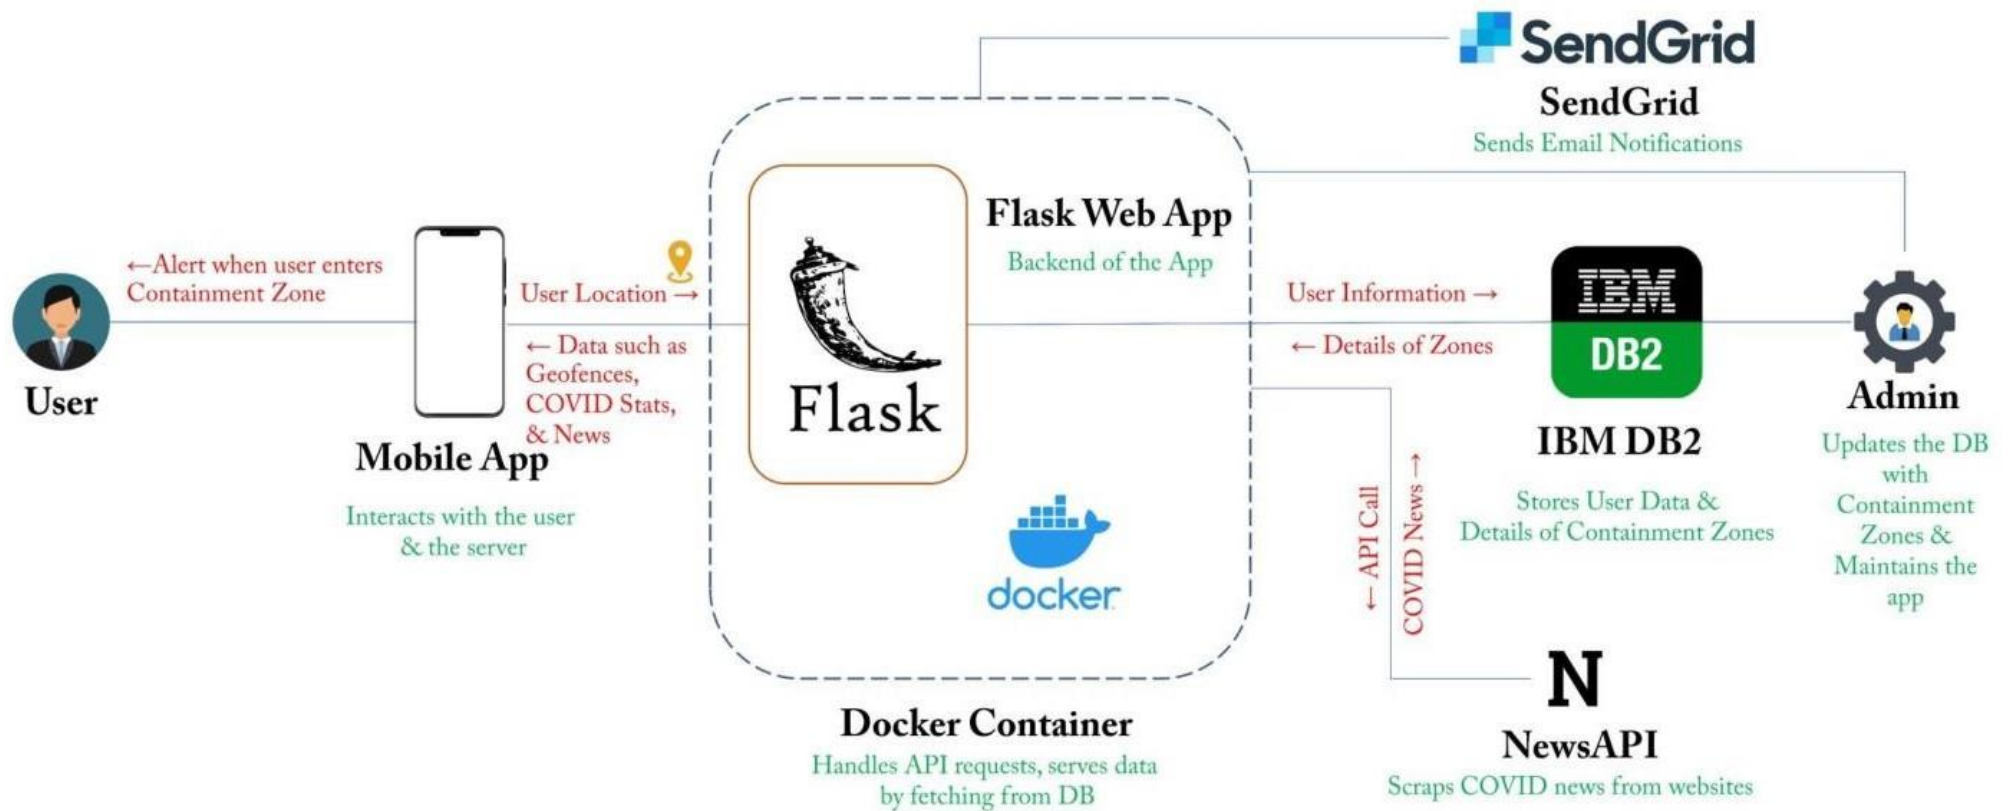 SendGrid
SendGrid
Sends Email Notifications
Flask Web App
Backend of the App
←Alert when user enters
Containment Zone
User
User Location →
← Data such as
Geofences,
COVID Stats,
& News
Mobile App
Interacts with the user
& the server
Flask
docker
Docker Container
Handles API requests, serves data
by fetching from DB
User Information →
← Details of Zones
IBM
DB2
IBM DB2
Stores User Data &
Details of Containment Zones
Admin
Updates the DB
with
Containment
Zones &
Maintains the
app
← API Call
COVID News →
N
NewsAPI
Scraps COVID news from websites